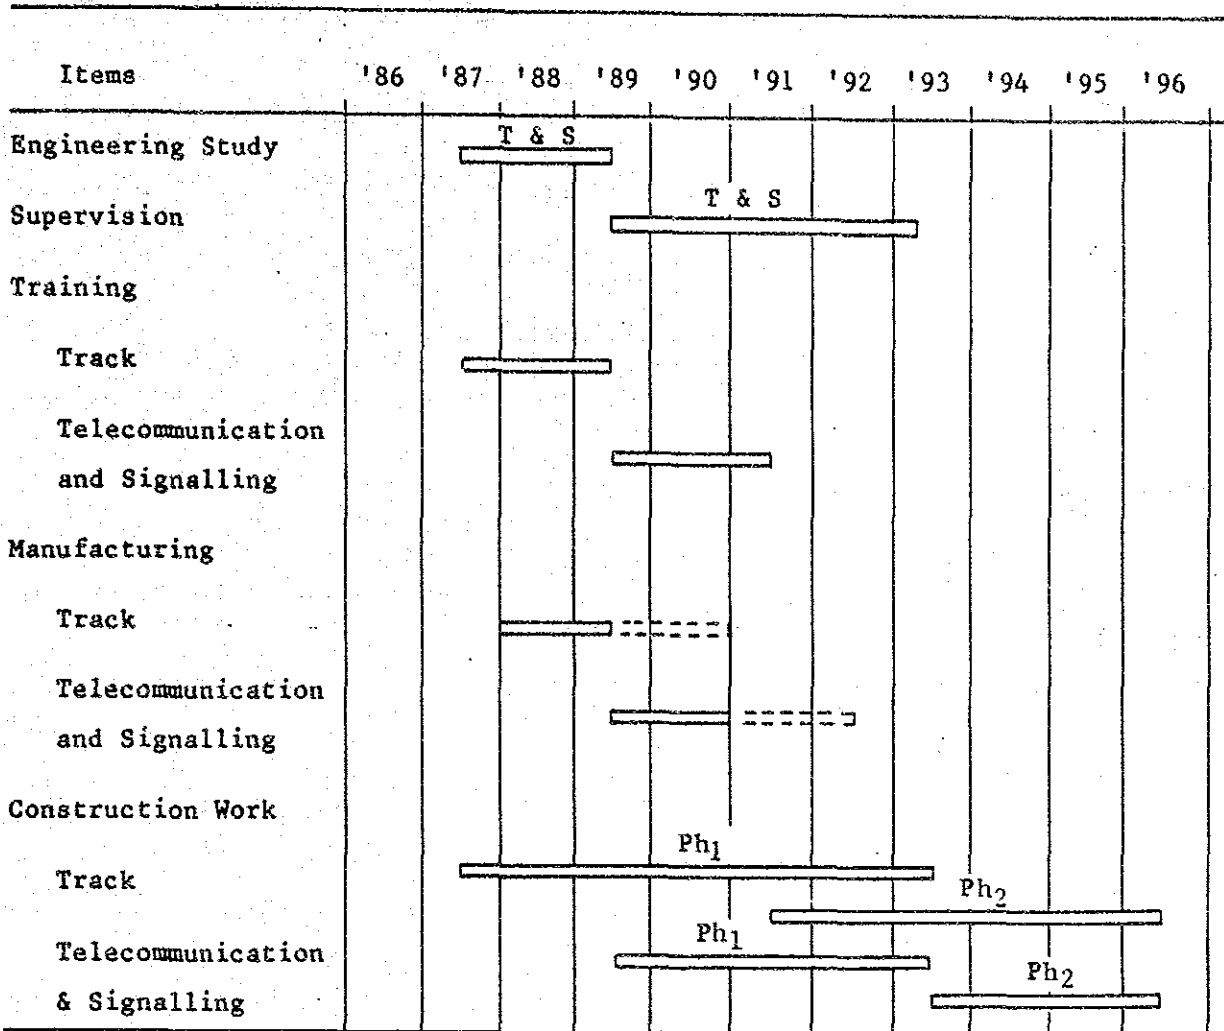 Items '86 '87 '88 '89 '90 '91 '92 '93 '94 '95 '96
T & S
Engineering Study
T & S
Supervision
Training
Track
Telecommunication
and Signalling
Manufacturing
Track
Telecommunication
and Signalling
Construction Work
Ph1
Track
Ph2
Ph1
Telecommunication
Ph2
& Signalling